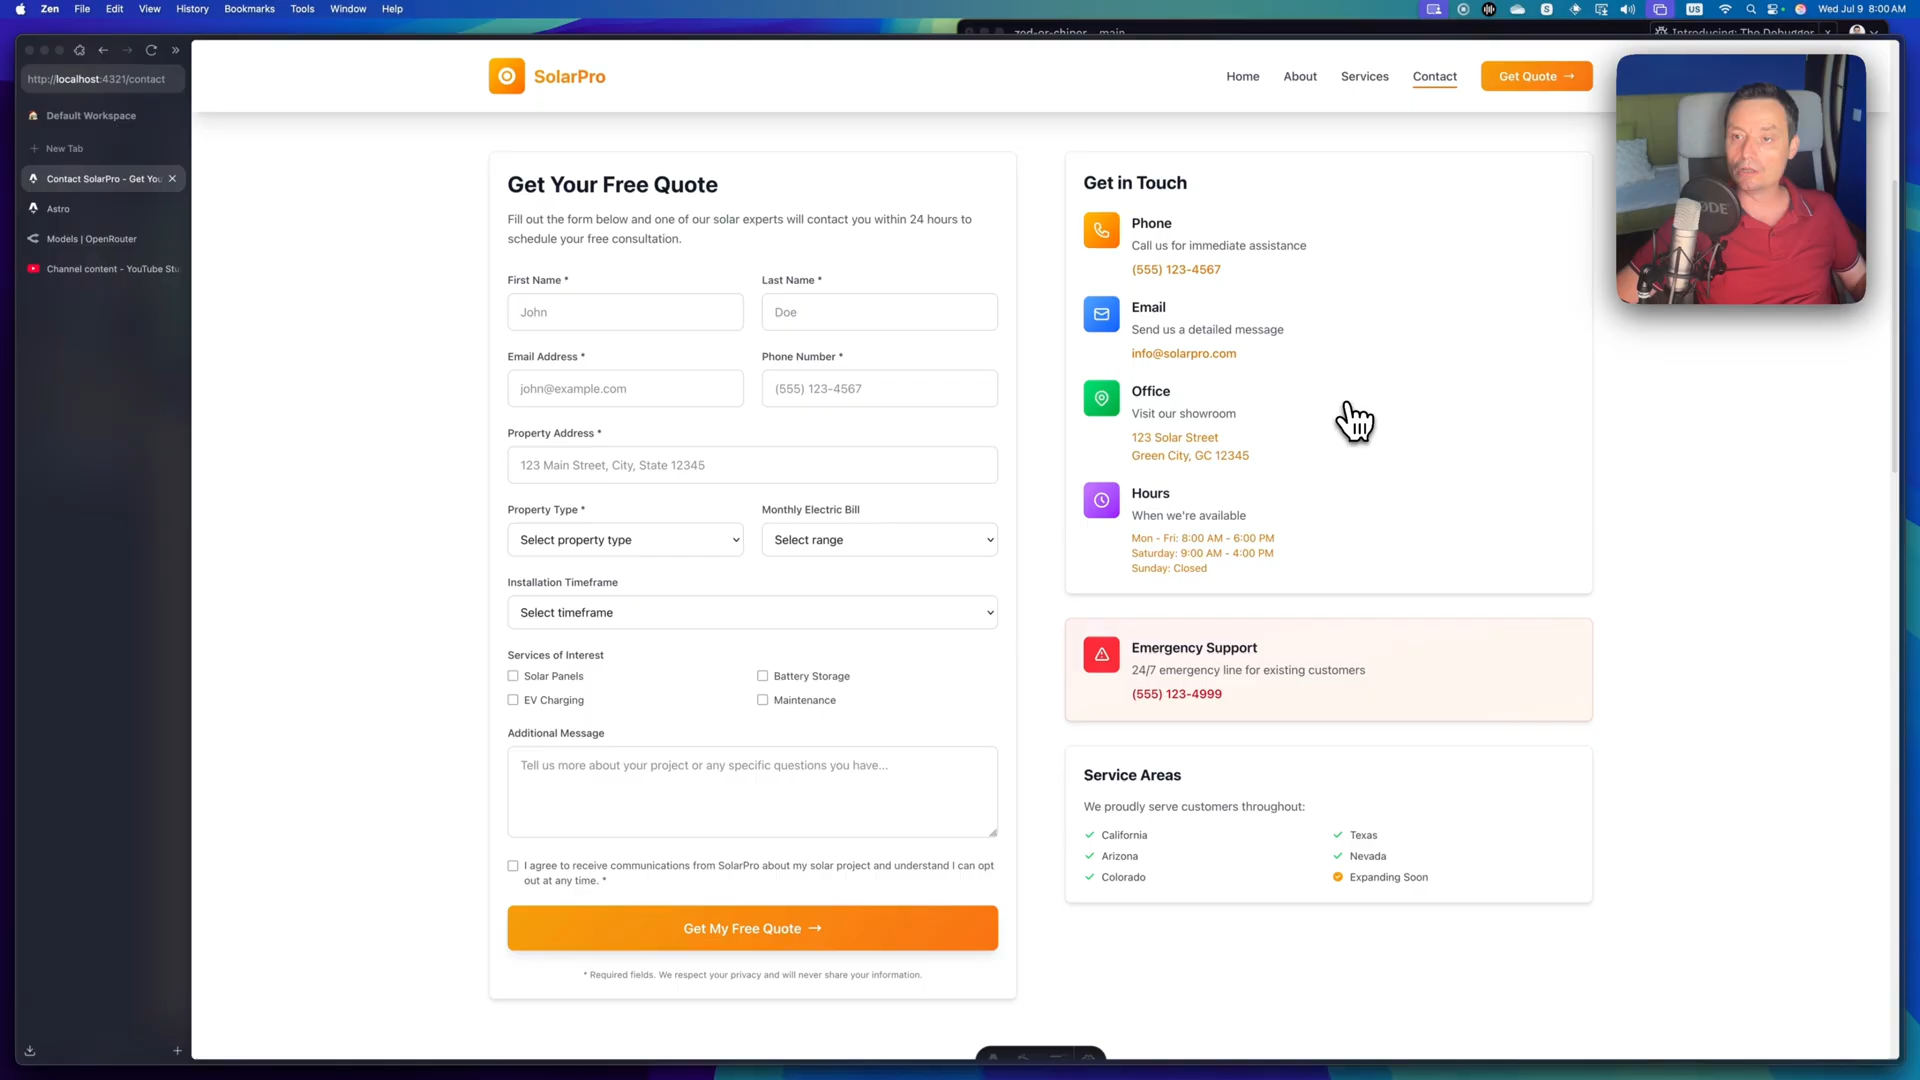 Zen File Edit View History Bookmarks Tools Window Help
US
Wed Jul 9 8:00 AM
zed-or-chiper — main
Introducing: The Debugger
http://localhost:4321/contact
Default Workspace
New Tab
Contact SolarPro - Get You
Astro
Models | OpenRouter
Channel content - YouTube Stu
SolarPro
Home About Services Contact Get Quote →
Get Your Free Quote
Fill out the form below and one of our solar experts will contact you within 24 hours to
schedule your free consultation.
First Name * Last Name *
John Doe
Email Address * Phone Number *
john@example.com (555) 123-4567
Property Address *
123 Main Street, City, State 12345
Property Type * Monthly Electric Bill
Select property type Select range
Installation Timeframe
Select timeframe
Services of Interest
Solar Panels Battery Storage
EV Charging Maintenance
Additional Message
Tell us more about your project or any specific questions you have...
I agree to receive communications from SolarPro about my solar project and understand I can opt
out at any time. *
Get My Free Quote →
* Required fields. We respect your privacy and will never share your information.
Get in Touch
Phone
Call us for immediate assistance
(555) 123-4567
Email
Send us a detailed message
info@solarpro.com
Office
Visit our showroom
123 Solar Street
Green City, GC 12345
Hours
When we're available
Mon - Fri: 8:00 AM - 6:00 PM
Saturday: 9:00 AM - 4:00 PM
Sunday: Closed
Emergency Support
24/7 emergency line for existing customers
(555) 123-4999
Service Areas
We proudly serve customers throughout:
California Texas
Arizona Nevada
Colorado Expanding Soon